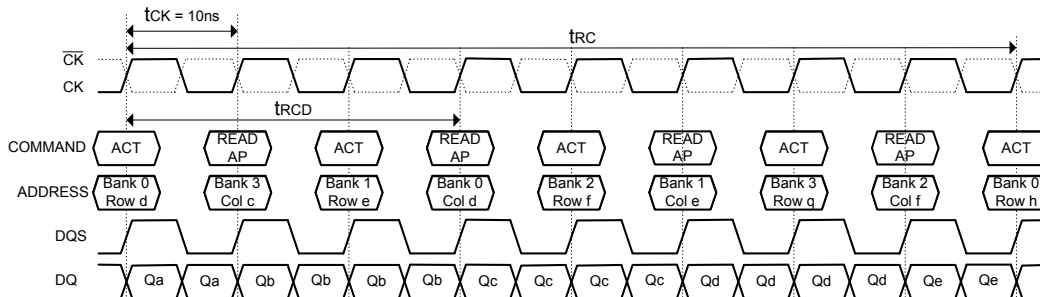 tCK = 10ns
tRC
CK
CK
tRCD
COMMAND
ACT
READ
AP
ACT
READ
AP
ACT
READ
AP
ACT
READ
AP
ACT
ADDRESS
Bank 0
Row d
Bank 3
Col c
Bank 1
Row e
Bank 0
Col d
Bank 2
Row f
Bank 1
Col e
Bank 3
Row q
Bank 2
Col f
Bank 0
Row h
DQS
DQ
Qa
Qa
Qb
Qb
Qb
Qb
Qc
Qc
Qc
Qc
Qd
Qd
Qd
Qd
Qe
Qe